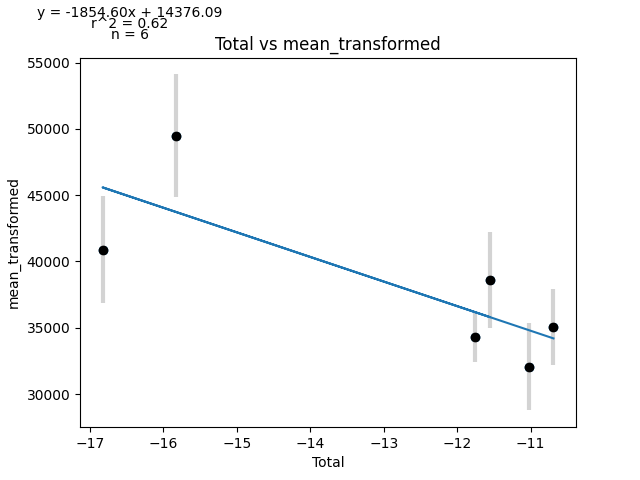 y = -1854.60x + 14376.09
r^2 = 0.62
n = 6
Total vs mean_transformed
55000
50000
45000
40000
35000
30000
mean_transformed
−17
−16
−15
−14
−13
−12
−11
Total